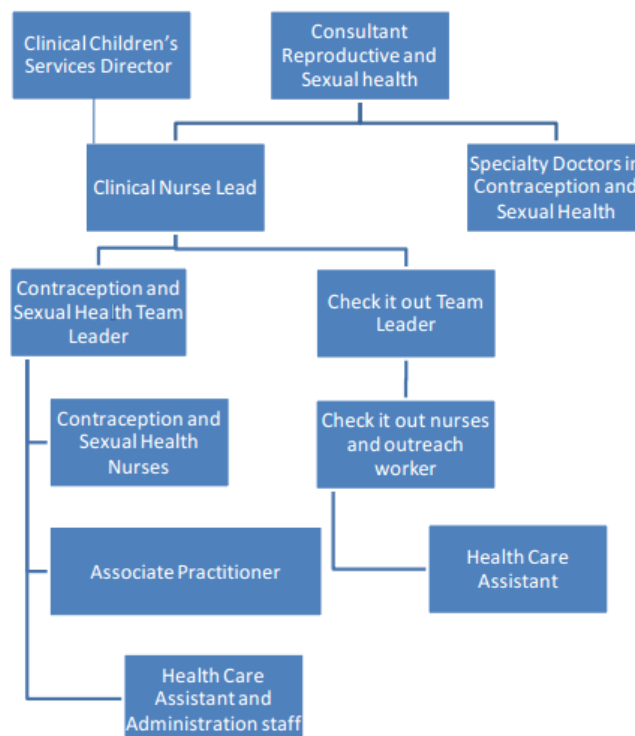 Clinical Children's
Services Director
Consultant
Reproductive and
Sexual health
Clinical Nurse Lead
Specialty Doctors in
Contraception and
Sexual Health
Contraception and
Sexual Health Team
Leader
Check it out Team
Leader
Contraception and
Sexual Health
Nurses
Check it out nurses
and outreach
worker
Associate Practitioner
Health Care
Assistant
Health Care
Assistant and
Administration staff